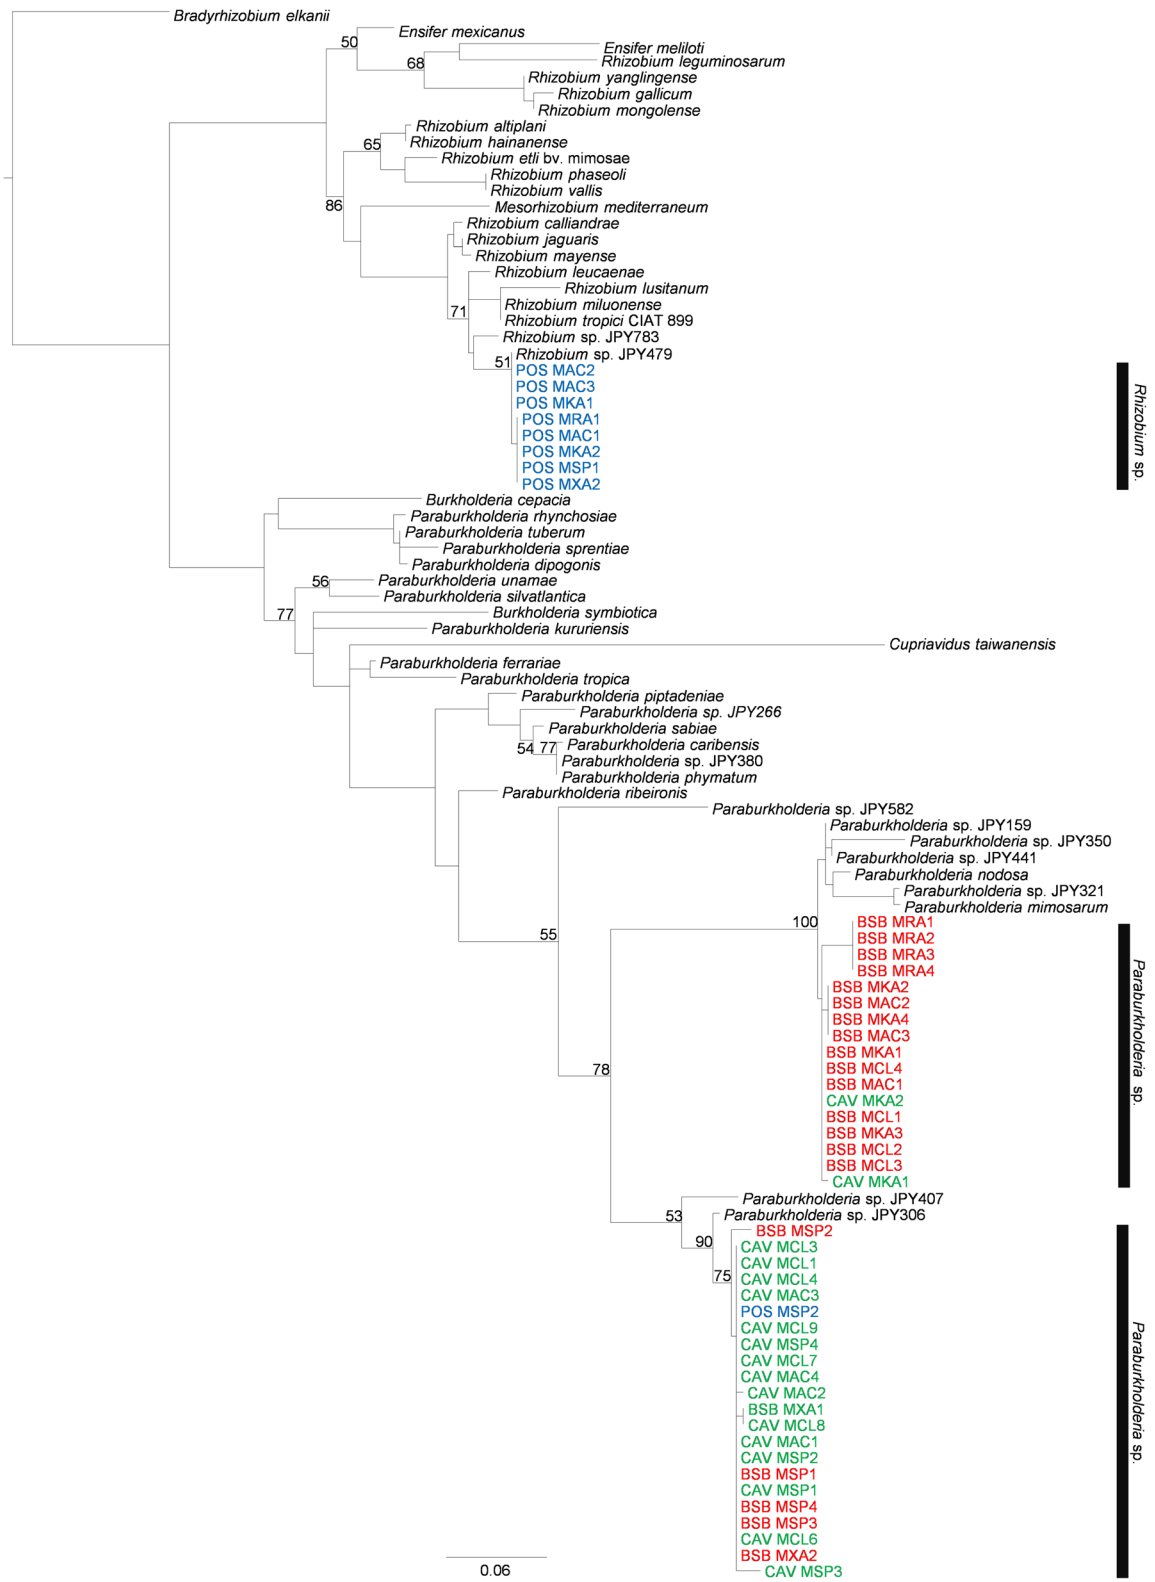 Bradyrhizobium elkanii
Ensifer mexicanus
50
Ensifer meliloti
Rhizobium leguminosarum
68
Rhizobium yanglingense
Rhizobium gallicum
Rhizobium mongolense
Rhizobium altiplani
Rhizobium hainanense
65
Rhizobium etli bv. mimosae
Rhizobium phaseoli
Rhizobium vallis
86
Mesorhizobium mediterraneum
Rhizobium calliandrae
Rhizobium jaguaris
Rhizobium mayense
Rhizobium leucaenae
Rhizobium lusitanum
Rhizobium miluonense
71
Rhizobium tropici CIAT 899
Rhizobium sp. JPY783
Rhizobium sp. JPY479
51
POS MAC2
POS MAC3
POS MKA1
POS MRA1
POS MAC1
POS MKA2
POS MSP1
POS MXA2
Rhizobium sp.
Burkholderia cepacia
Paraburkholderia rhynchosiae
Paraburkholderia tuberum
Paraburkholderia sprentiae
Paraburkholderia dipogonis
56
Paraburkholderia unamae
Paraburkholderia silvatlantica
77
Burkholderia symbiotica
Paraburkholderia kururiensis
Cupriavidus taiwanensis
Paraburkholderia ferrariae
Paraburkholderia tropica
Paraburkholderia piptadeniae
Paraburkholderia sp. JPY266
Paraburkholderia sabiae
54 77
Paraburkholderia caribensis
Paraburkholderia sp. JPY380
Paraburkholderia phymatum
Paraburkholderia ribeironis
Paraburkholderia sp. JPY582
Paraburkholderia sp. JPY159
Paraburkholderia sp. JPY350
Paraburkholderia sp. JPY441
Paraburkholderia nodosa
Paraburkholderia sp. JPY321
Paraburkholderia mimosarum
100
BSB MRA1
55
BSB MRA2
BSB MRA3
BSB MRA4
BSB MKA2
BSB MAC2
BSB MKA4
BSB MAC3
BSB MKA1
78
BSB MCL4
BSB MAC1
CAV MKA2
BSB MCL1
BSB MKA3
BSB MCL2
BSB MCL3
CAV MKA1
Paraburkholderia sp.
Paraburkholderia sp. JPY407
53
Paraburkholderia sp. JPY306
90
BSB MSP2
CAV MCL3
CAV MCL1
75
CAV MCL4
CAV MAC3
POS MSP2
CAV MCL9
CAV MSP4
CAV MCL7
CAV MAC4
CAV MAC2
BSB MXA1
CAV MCL8
CAV MAC1
CAV MSP2
BSB MSP1
CAV MSP1
BSB MSP4
BSB MSP3
CAV MCL6
BSB MXA2
CAV MSP3
Paraburkholderia sp.
0.06